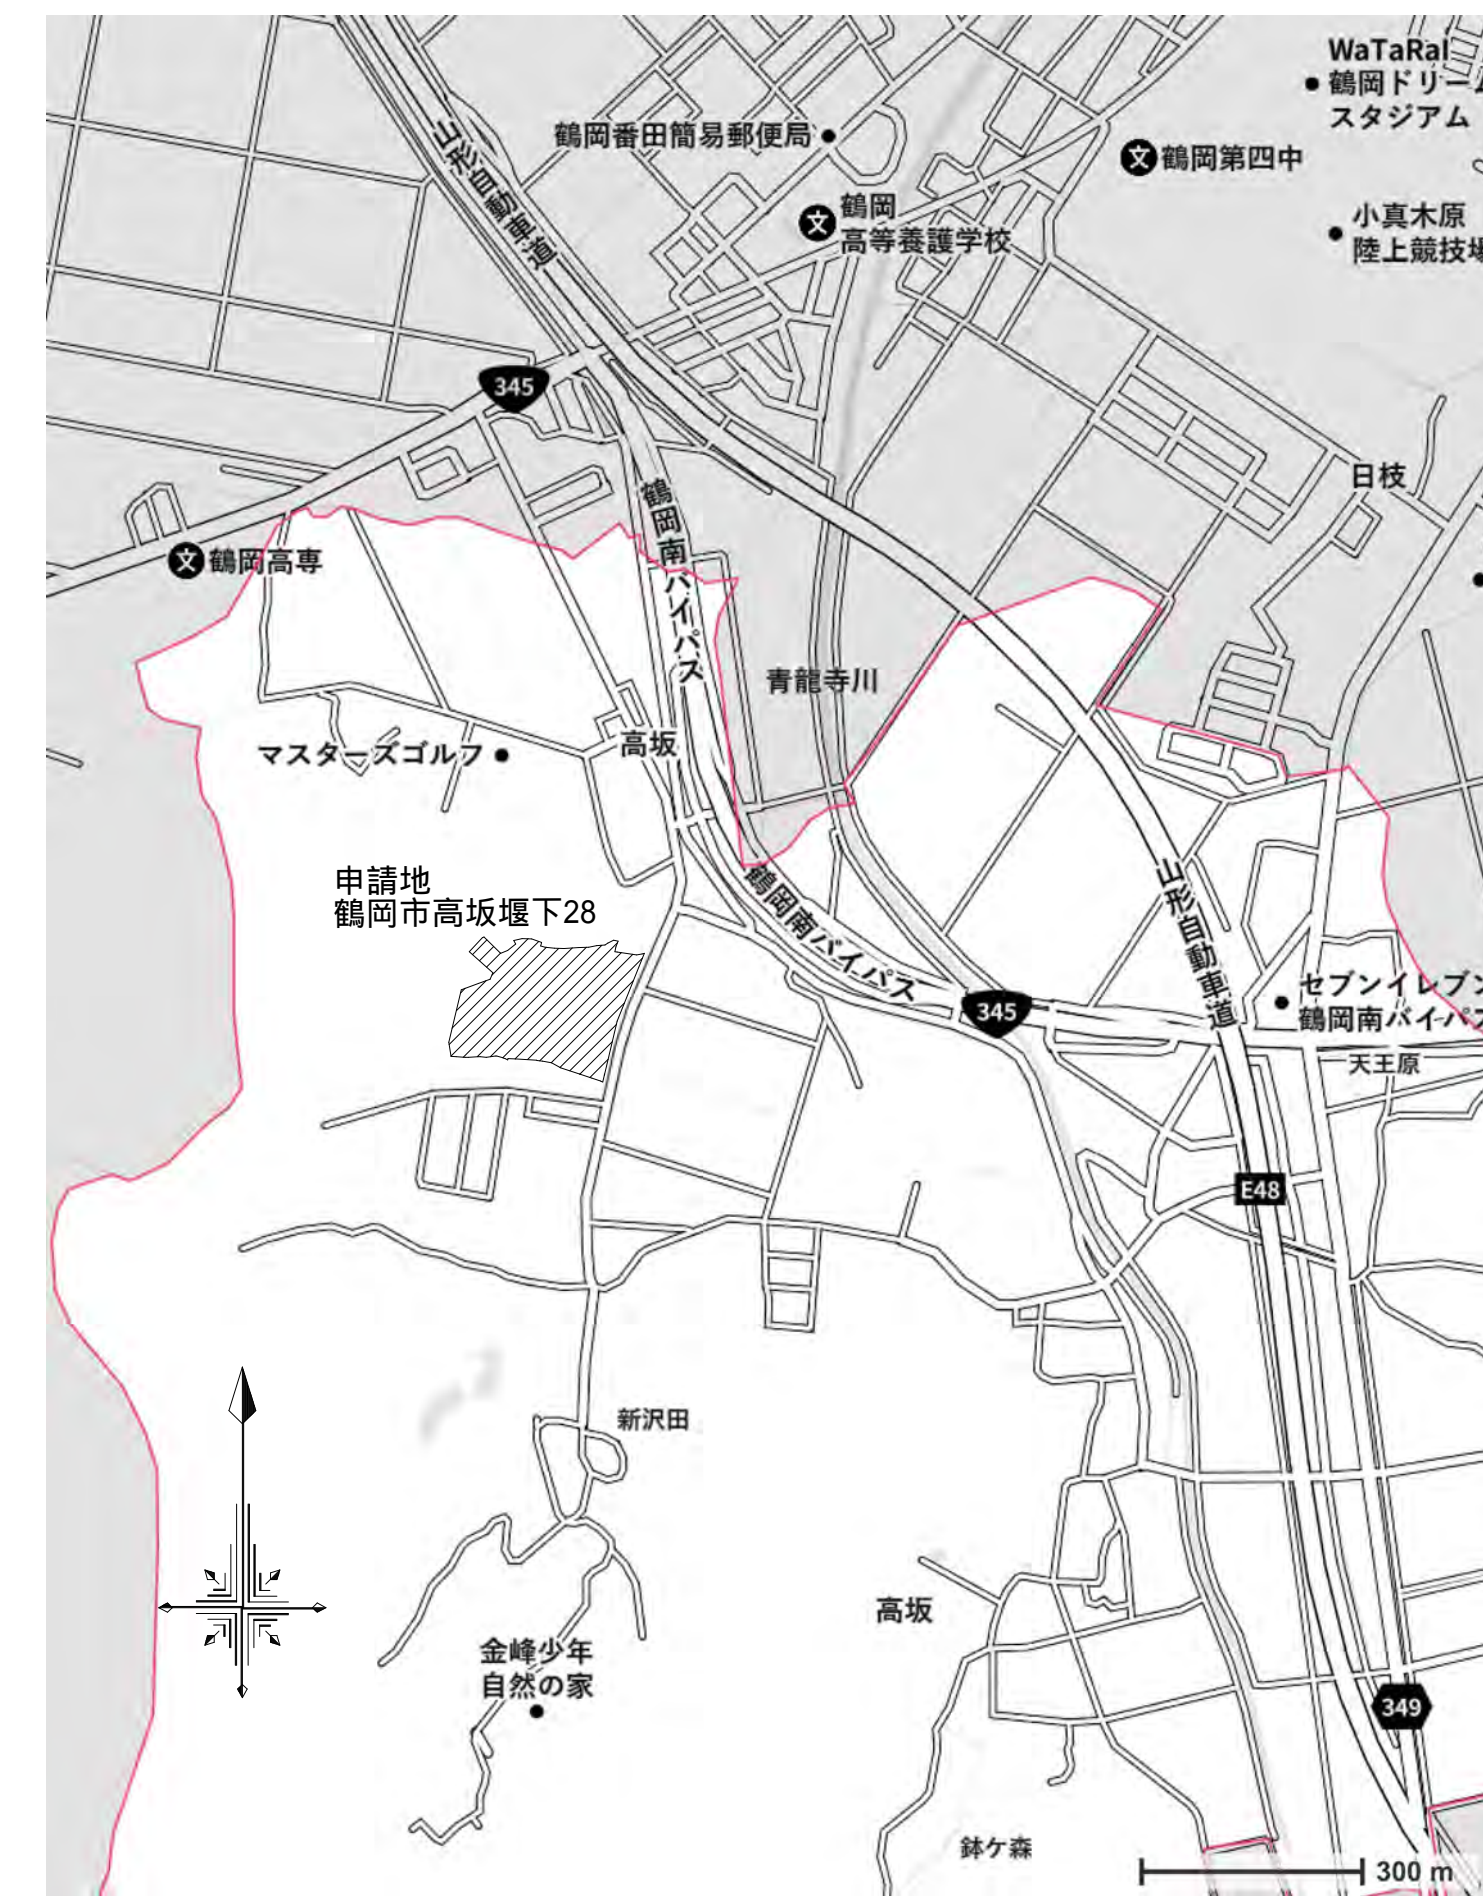 WaTaRaI
鶴岡ドリーム
スタジアム
鶴岡番田簡易郵便局
山形自動車道
文
鶴岡第四中
文
鶴岡
高等養護学校
小真木原
陸上競技場
345
日枝
鶴岡南バイパス
文
鶴岡高専
青龍寺川
マスターズゴルフ
高坂
申請地
鶴岡市高坂堰下28
鶴岡南バイパス
山形自動車道
345
セブンイレブン
鶴岡南バイパス
天王原
E48
新沢田
高坂
金峰少年
自然の家
349
鉢ケ森
300 m